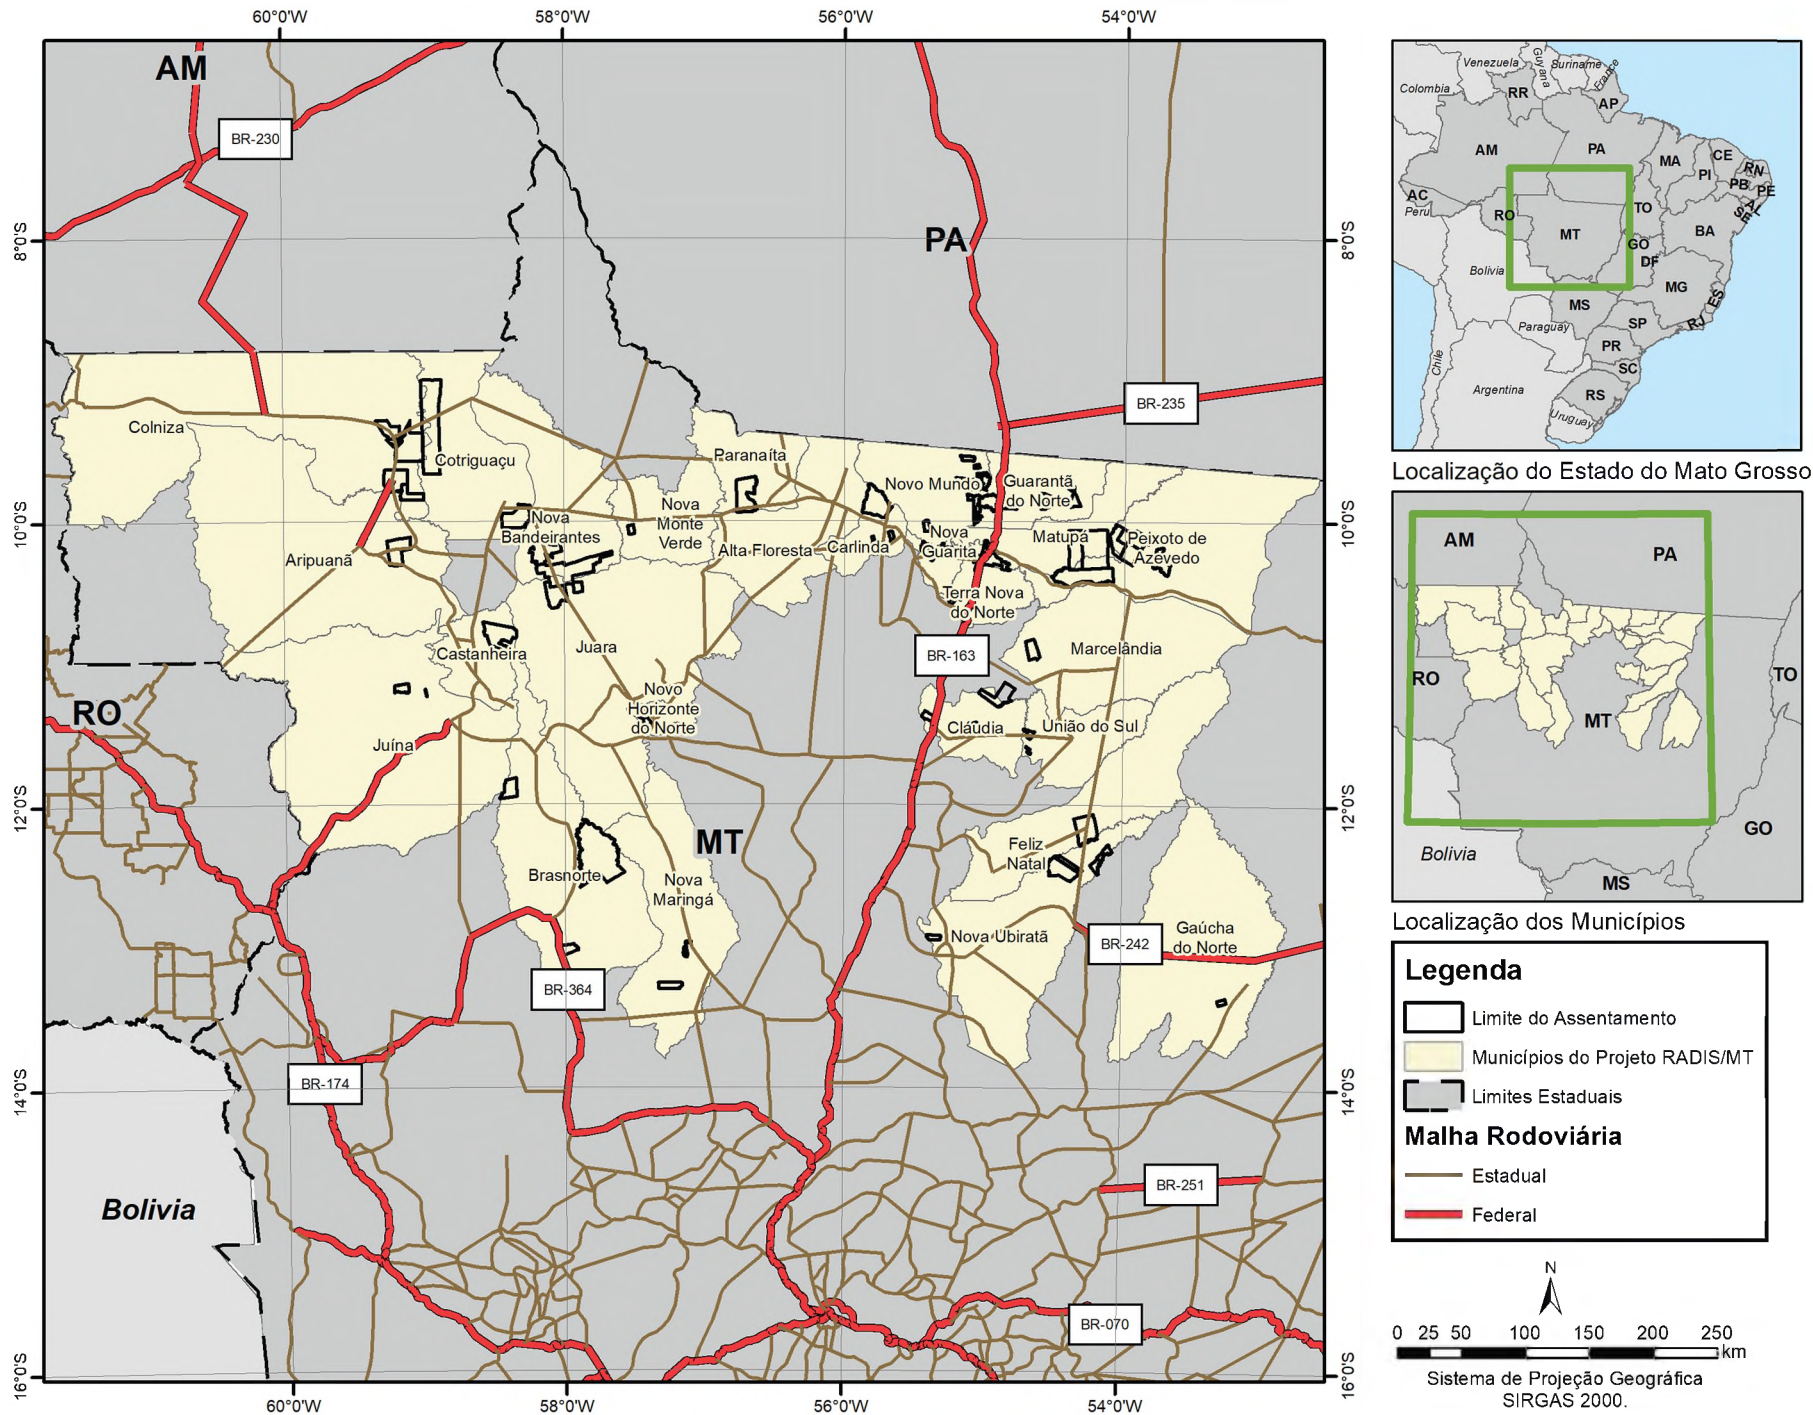 60°0'W
58°0'W
56°0'W
54°0'W
AM
BR-230
PA
8°0'S
8°0'S
BR-235
Colniza
Cotriguaçu
Paranaíta
Novo Mundo
Guarantã
do Norte
10°0'S
10°0'S
Nova
Bandeirantes
Nova
Monte
Verde
Alta Floresta
Carlinda
Nova
Guarita
Matupá
Peixoto de
Azevedo
Aripuanã
Terra Nova
do Norte
BR-163
Castanheira
Juara
Marcelândia
RO
Novo
Horizonte
do Norte
Cláudia
União do Sul
Juína
12°0'S
12°0'S
MT
Feliz
Natal
Brasnorte
Nova
Maringá
Nova Ubiratã
BR-242
Gaúcha
do Norte
BR-364
BR-174
14°0'S
14°0'S
BR-251
Bolivia
BR-070
16°0'S
16°0'S
60°0'0"W
58°0'0"W
56°0'0"W
54°0'0"W
Venezuela
Guyana
Suriname
France
Colombia
RR
AP
AM
PA
MA
CE
RN
PI
PB
PE
AC
Peru
RO
TO
AL
SE
MT
BA
GO
DF
Bolivia
MG
ES
MS
Paraguay
SP
RJ
PR
Chile
SC
Argentina
RS
Uruguay
Localização do Estado do Mato Grosso
AM
PA
RO
TO
MT
GO
Bolivia
MS
Localização dos Municípios
Legenda
Limite do Assentamento
Municípios do Projeto RADIS/MT
Limites Estaduais
Malha Rodoviária
Estadual
Federal
N
0 25 50 100 150 200 250
km
Sistema de Projeção Geográfica
SIRGAS 2000.